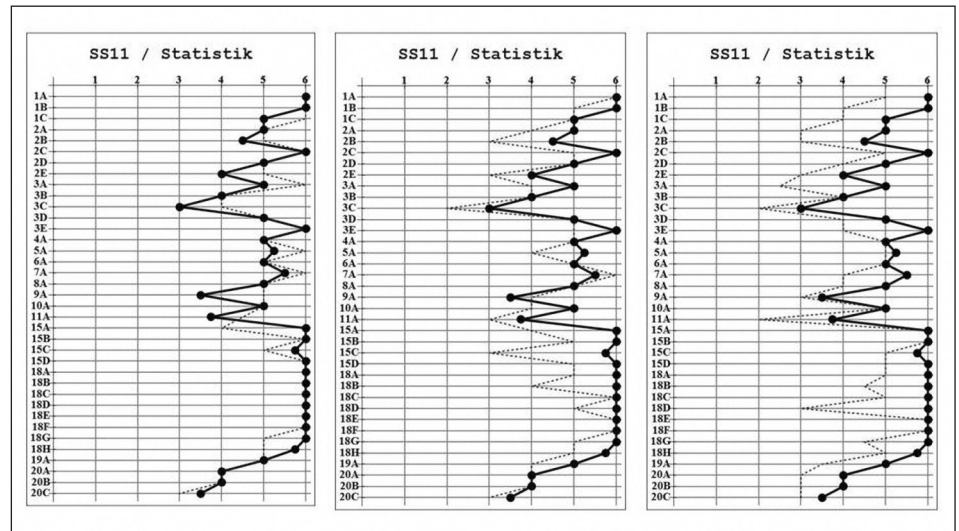 SS11 / Statistik
1 2 3 4 5 6
1A
1B
1C
2A
2B
2C
2D
2E
3A
3B
3C
3D
3E
4A
5A
6A
7A
8A
9A
10A
11A
15A
15B
15C
15D
18A
18B
18C
18D
18E
18F
18G
18H
19A
20A
20B
20C
SS11 / Statistik
1 2 3 4 5 6
1A
1B
1C
2A
2B
2C
2D
2E
3A
3B
3C
3D
3E
4A
5A
6A
7A
8A
9A
10A
11A
15A
15B
15C
15D
18A
18B
18C
18D
18E
18F
18G
18H
19A
20A
20B
20C
SS11 / Statistik
1 2 3 4 5 6
1A
1B
1C
2A
2B
2C
2D
2E
3A
3B
3C
3D
3E
4A
5A
6A
7A
8A
9A
10A
11A
15A
15B
15C
15D
18A
18B
18C
18D
18E
18F
18G
18H
19A
20A
20B
20C